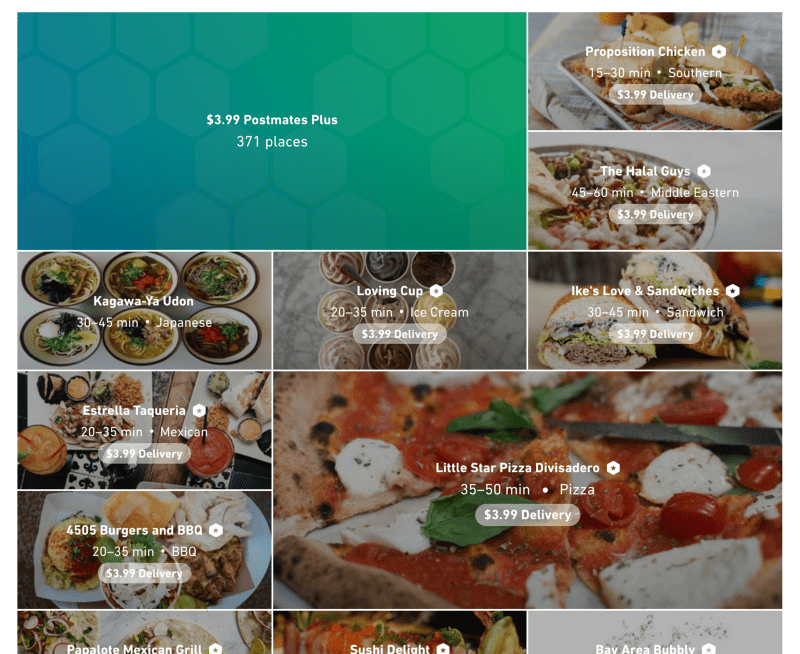 $3.99 Postmates Plus
371 places
Proposition Chicken
15–30 min • Southern
$3.99 Delivery
The Halal Guys
45–60 min • Middle Eastern
$3.99 Delivery
Kagawa-Ya Udon
30–45 min • Japanese
Loving Cup
20–35 min • Ice Cream
$3.99 Delivery
Ike's Love & Sandwiches
30–45 min • Sandwich
$3.99 Delivery
Estrella Taqueria
20–35 min • Mexican
$3.99 Delivery
Little Star Pizza Divisadero
35–50 min • Pizza
$3.99 Delivery
4505 Burgers and BBQ
20–35 min • BBQ
$3.99 Delivery
Papalote Mexican Grill
Sushi Delight
Bay Area Bubbly